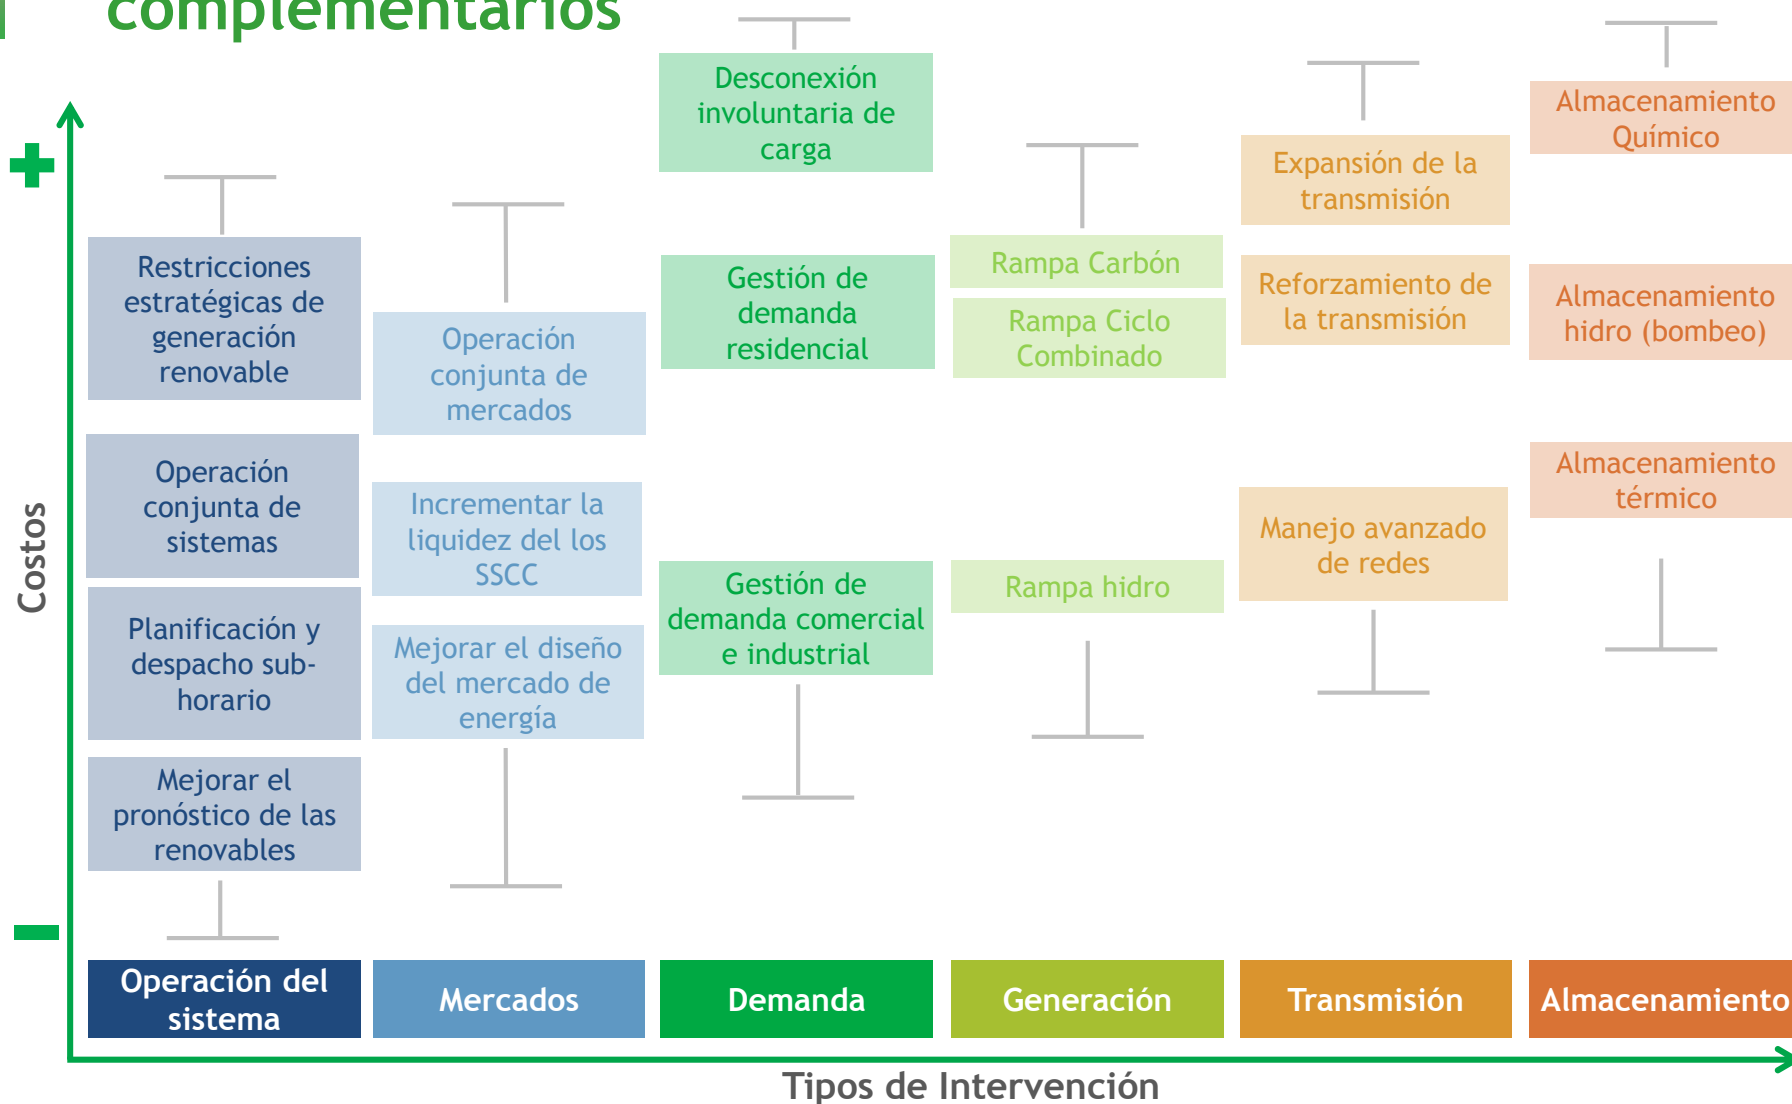 complementarios
Costos
Restricciones
estratégicas de
generación
renovable
Operación
conjunta de
sistemas
Planificación y
despacho sub-
horario
Mejorar el
pronóstico de las
renovables
Operación del
sistema
Operación
conjunta de
mercados
Incrementar la
liquidez del los
SSCC
Mejorar el diseño
del mercado de
energía
Mercados
Desconexión
involuntaria de
carga
Gestión de
demanda
residencial
Gestión de
demanda comercial
e industrial
Demanda
Rampa Carbón
Rampa Ciclo
Combinado
Rampa hidro
Generación
Expansión de la
transmisión
Reforzamiento de
la transmisión
Manejo avanzado
de redes
Transmisión
Almacenamiento
Químico
Almacenamiento
hidro (bombeo)
Almacenamiento
térmico
Almacenamiento
Tipos de Intervención